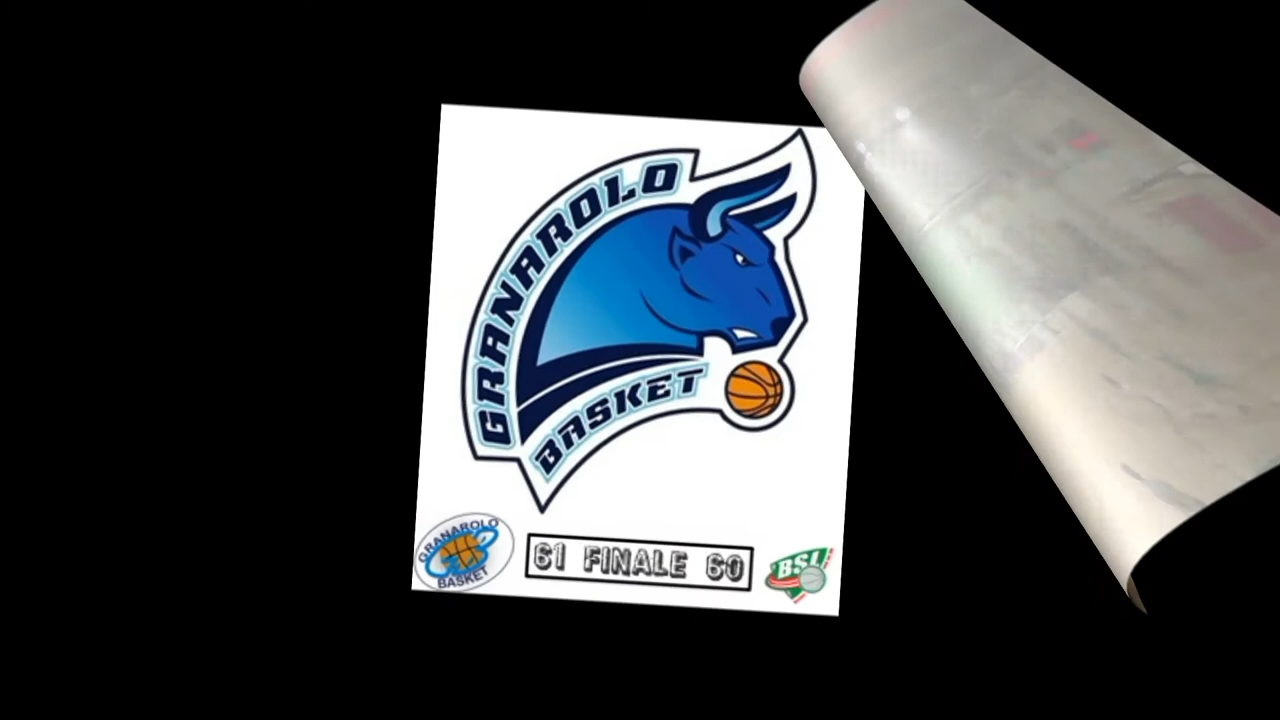 GRANAROLO
BASKET
GRANAROLO
BASKET
61 FINALE 60
BSL